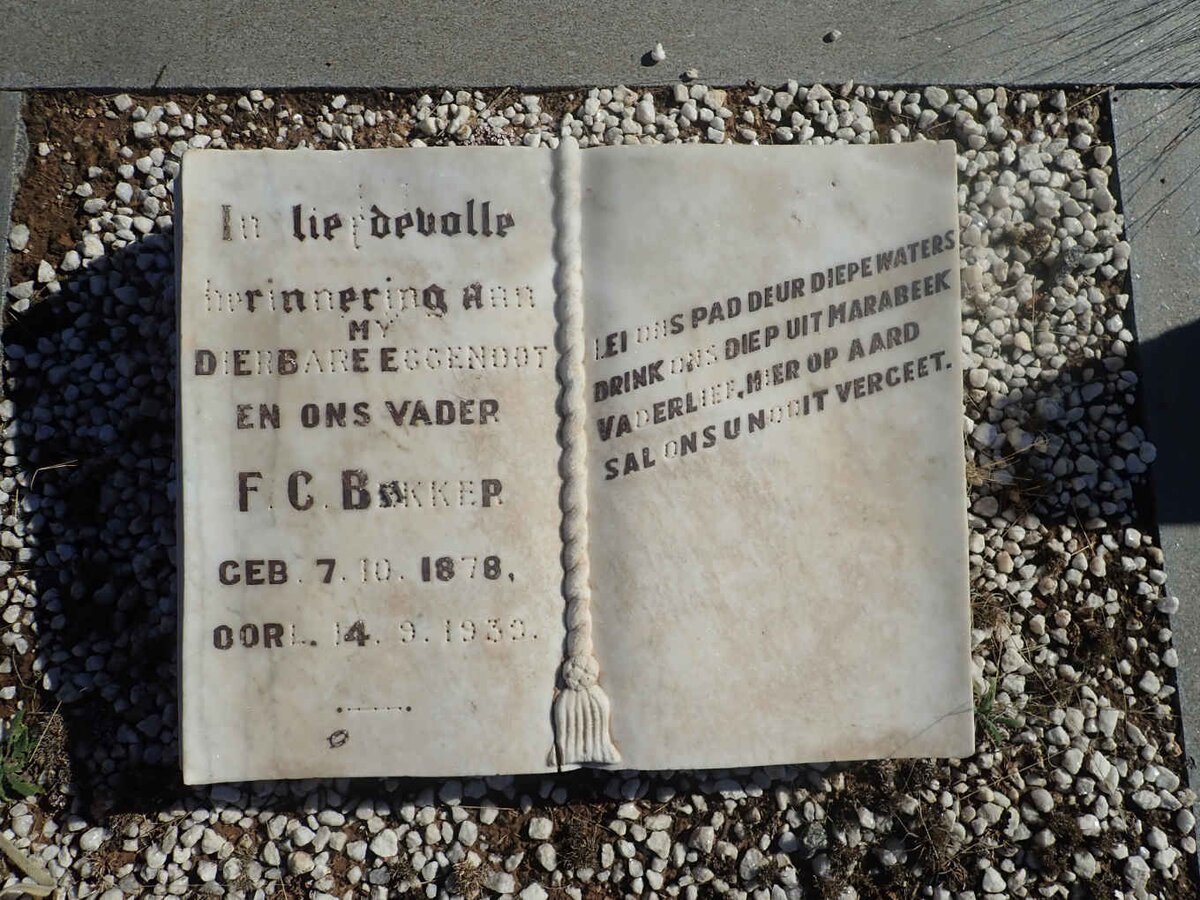 In liefdevolle
herinnering aan
MY
DIERBARE EGGENOOT
EN ONS VADER
F. C. BAKKER
GEB. 7. 10. 1878,
OORL. 14. 9. 1939.
LEI ONS PAD DEUR DIEPE WATERS
DRINK ONS DIEP UIT MARABEEK
VADERLIEF, HIER OP AARD
SAL ONS U NOOIT VERGEET.